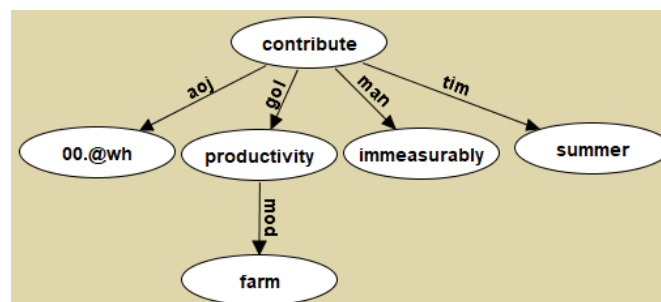 contribute
aoj
gol
man
tim
00.@wh
productivity
immeasurably
summer
mod
farm